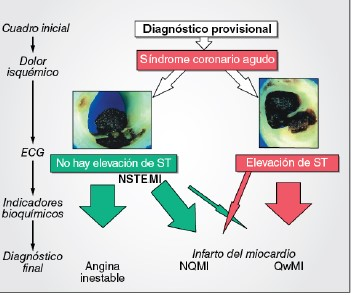 Cuadro inicial
Diagnóstico provisional
Dolor
isquémico
Síndrome coronario agudo
ECG
No hay elevación de ST
Elevación de ST
NSTEMI
Indicadores
bioquímicos
Diagnóstico
final
Infarto del miocardio
Angina
inestable
NQMI
QwMI